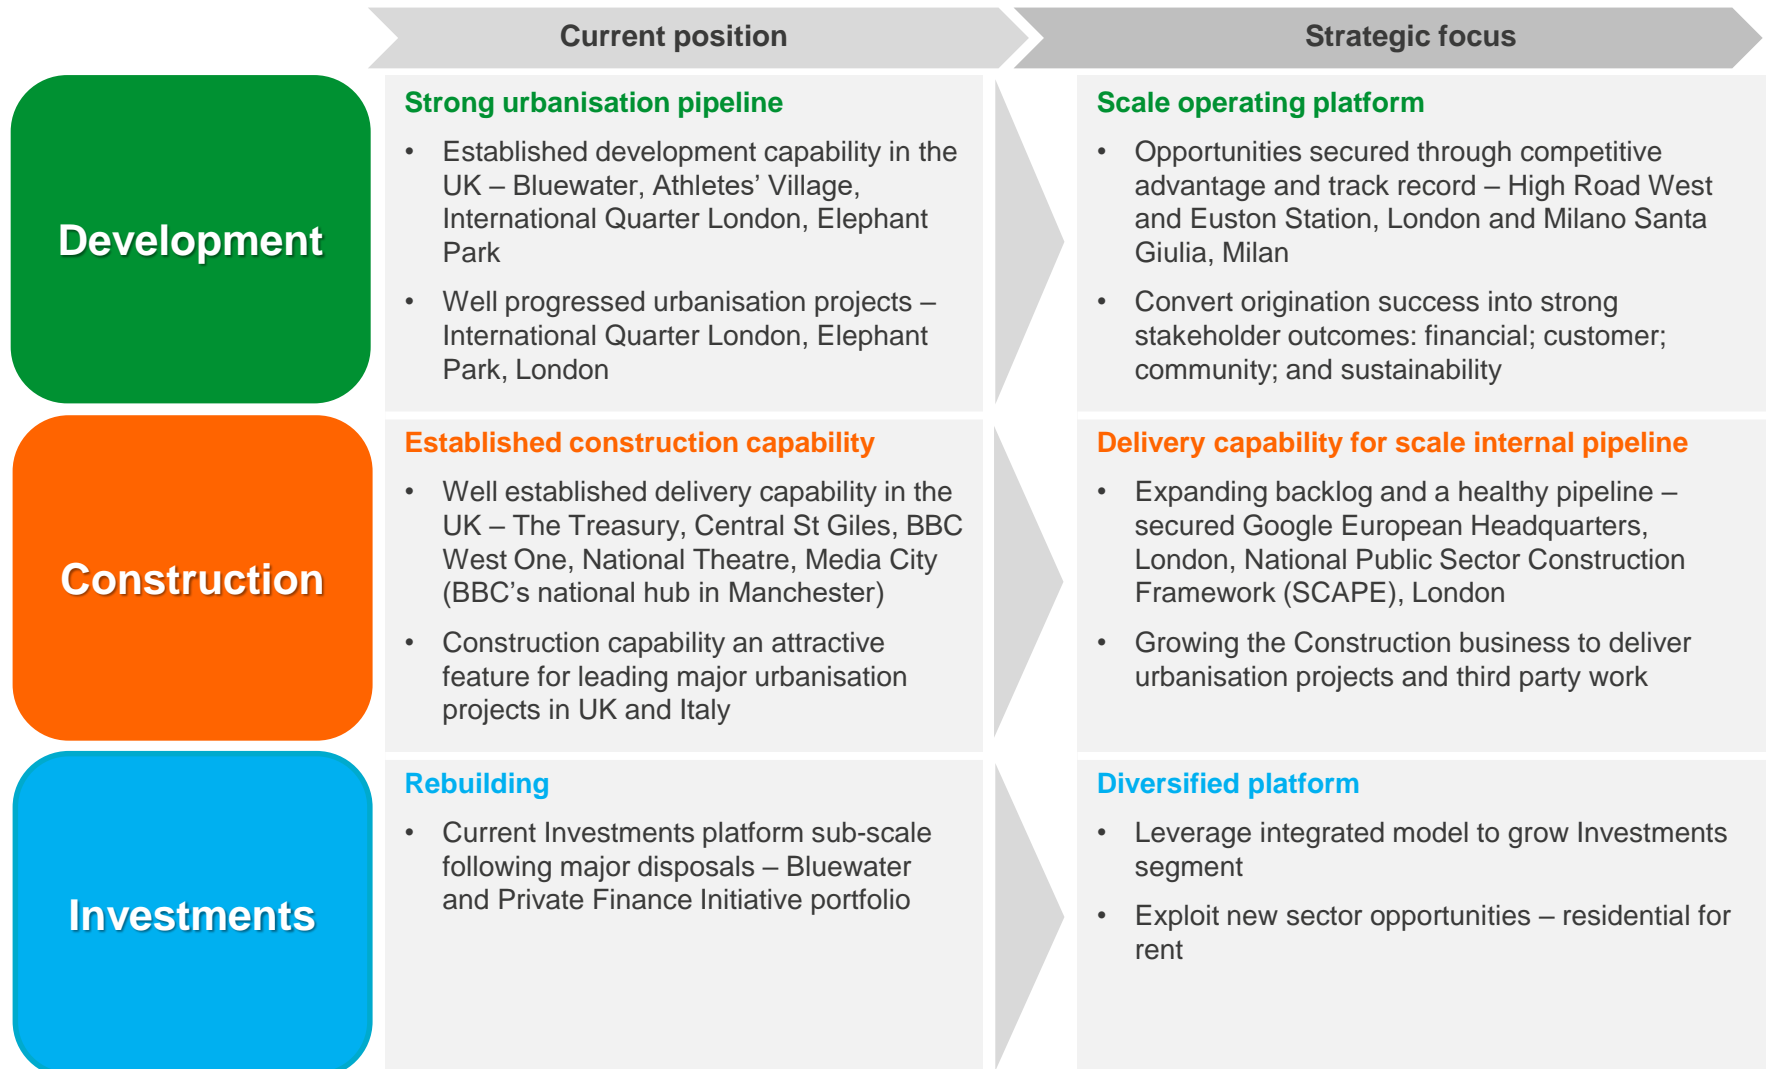 Current position
Strategic focus
Development
Strong urbanisation pipeline
• Established development capability in the
UK – Bluewater, Athletes’ Village,
International Quarter London, Elephant
Park
• Well progressed urbanisation projects –
International Quarter London, Elephant
Park, London
Scale operating platform
• Opportunities secured through competitive
advantage and track record – High Road West
and Euston Station, London and Milano Santa
Giulia, Milan
• Convert origination success into strong
stakeholder outcomes: financial; customer;
community; and sustainability
Construction
Established construction capability
• Well established delivery capability in the
UK – The Treasury, Central St Giles, BBC
West One, National Theatre, Media City
(BBC’s national hub in Manchester)
• Construction capability an attractive
feature for leading major urbanisation
projects in UK and Italy
Delivery capability for scale internal pipeline
• Expanding backlog and a healthy pipeline –
secured Google European Headquarters,
London, National Public Sector Construction
Framework (SCAPE), London
• Growing the Construction business to deliver
urbanisation projects and third party work
Investments
Rebuilding
• Current Investments platform sub-scale
following major disposals – Bluewater
and Private Finance Initiative portfolio
Diversified platform
• Leverage integrated model to grow Investments
segment
• Exploit new sector opportunities – residential for
rent